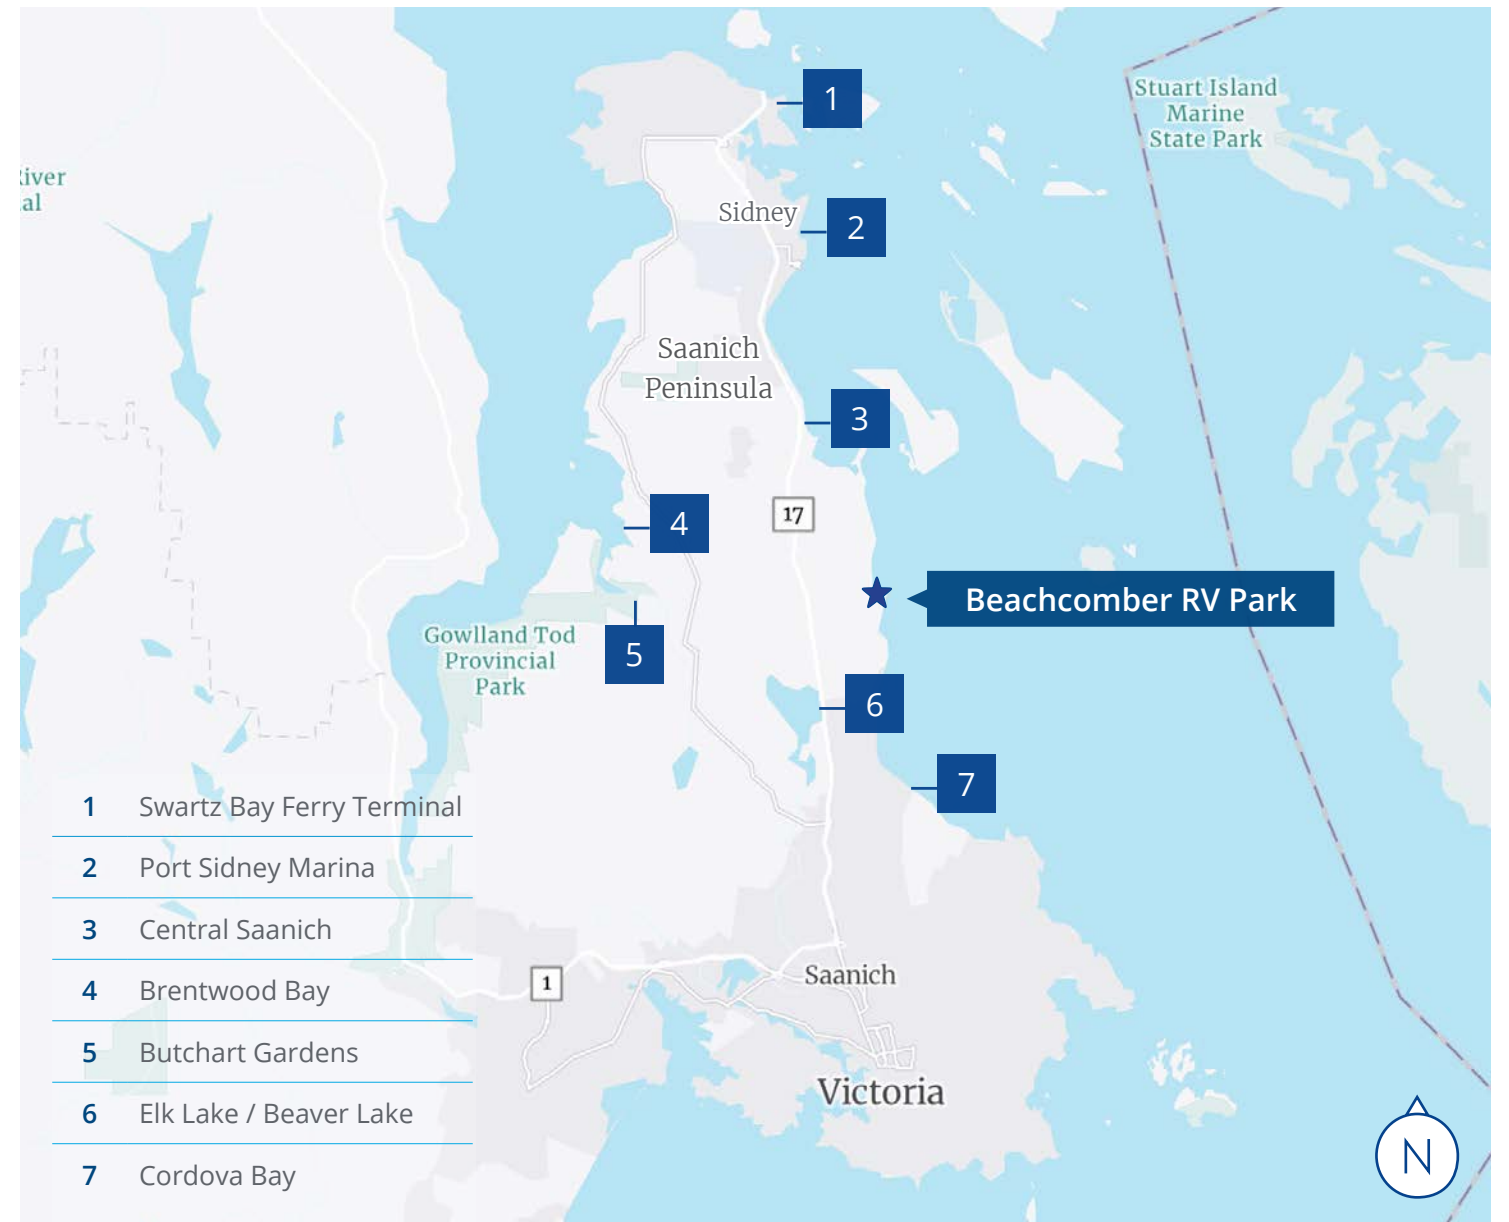 1
Stuart Island
Marine
State Park
River
al
Sidney
2
Saanich
Peninsula
3
4
17
Beachcomber RV Park
Gowlland Tod
Provincial
Park
5
6
7
1 Swartz Bay Ferry Terminal
2 Port Sidney Marina
3 Central Saanich
4 Brentwood Bay
5 Butchart Gardens
6 Elk Lake / Beaver Lake
7 Cordova Bay
1
Saanich
Victoria
N